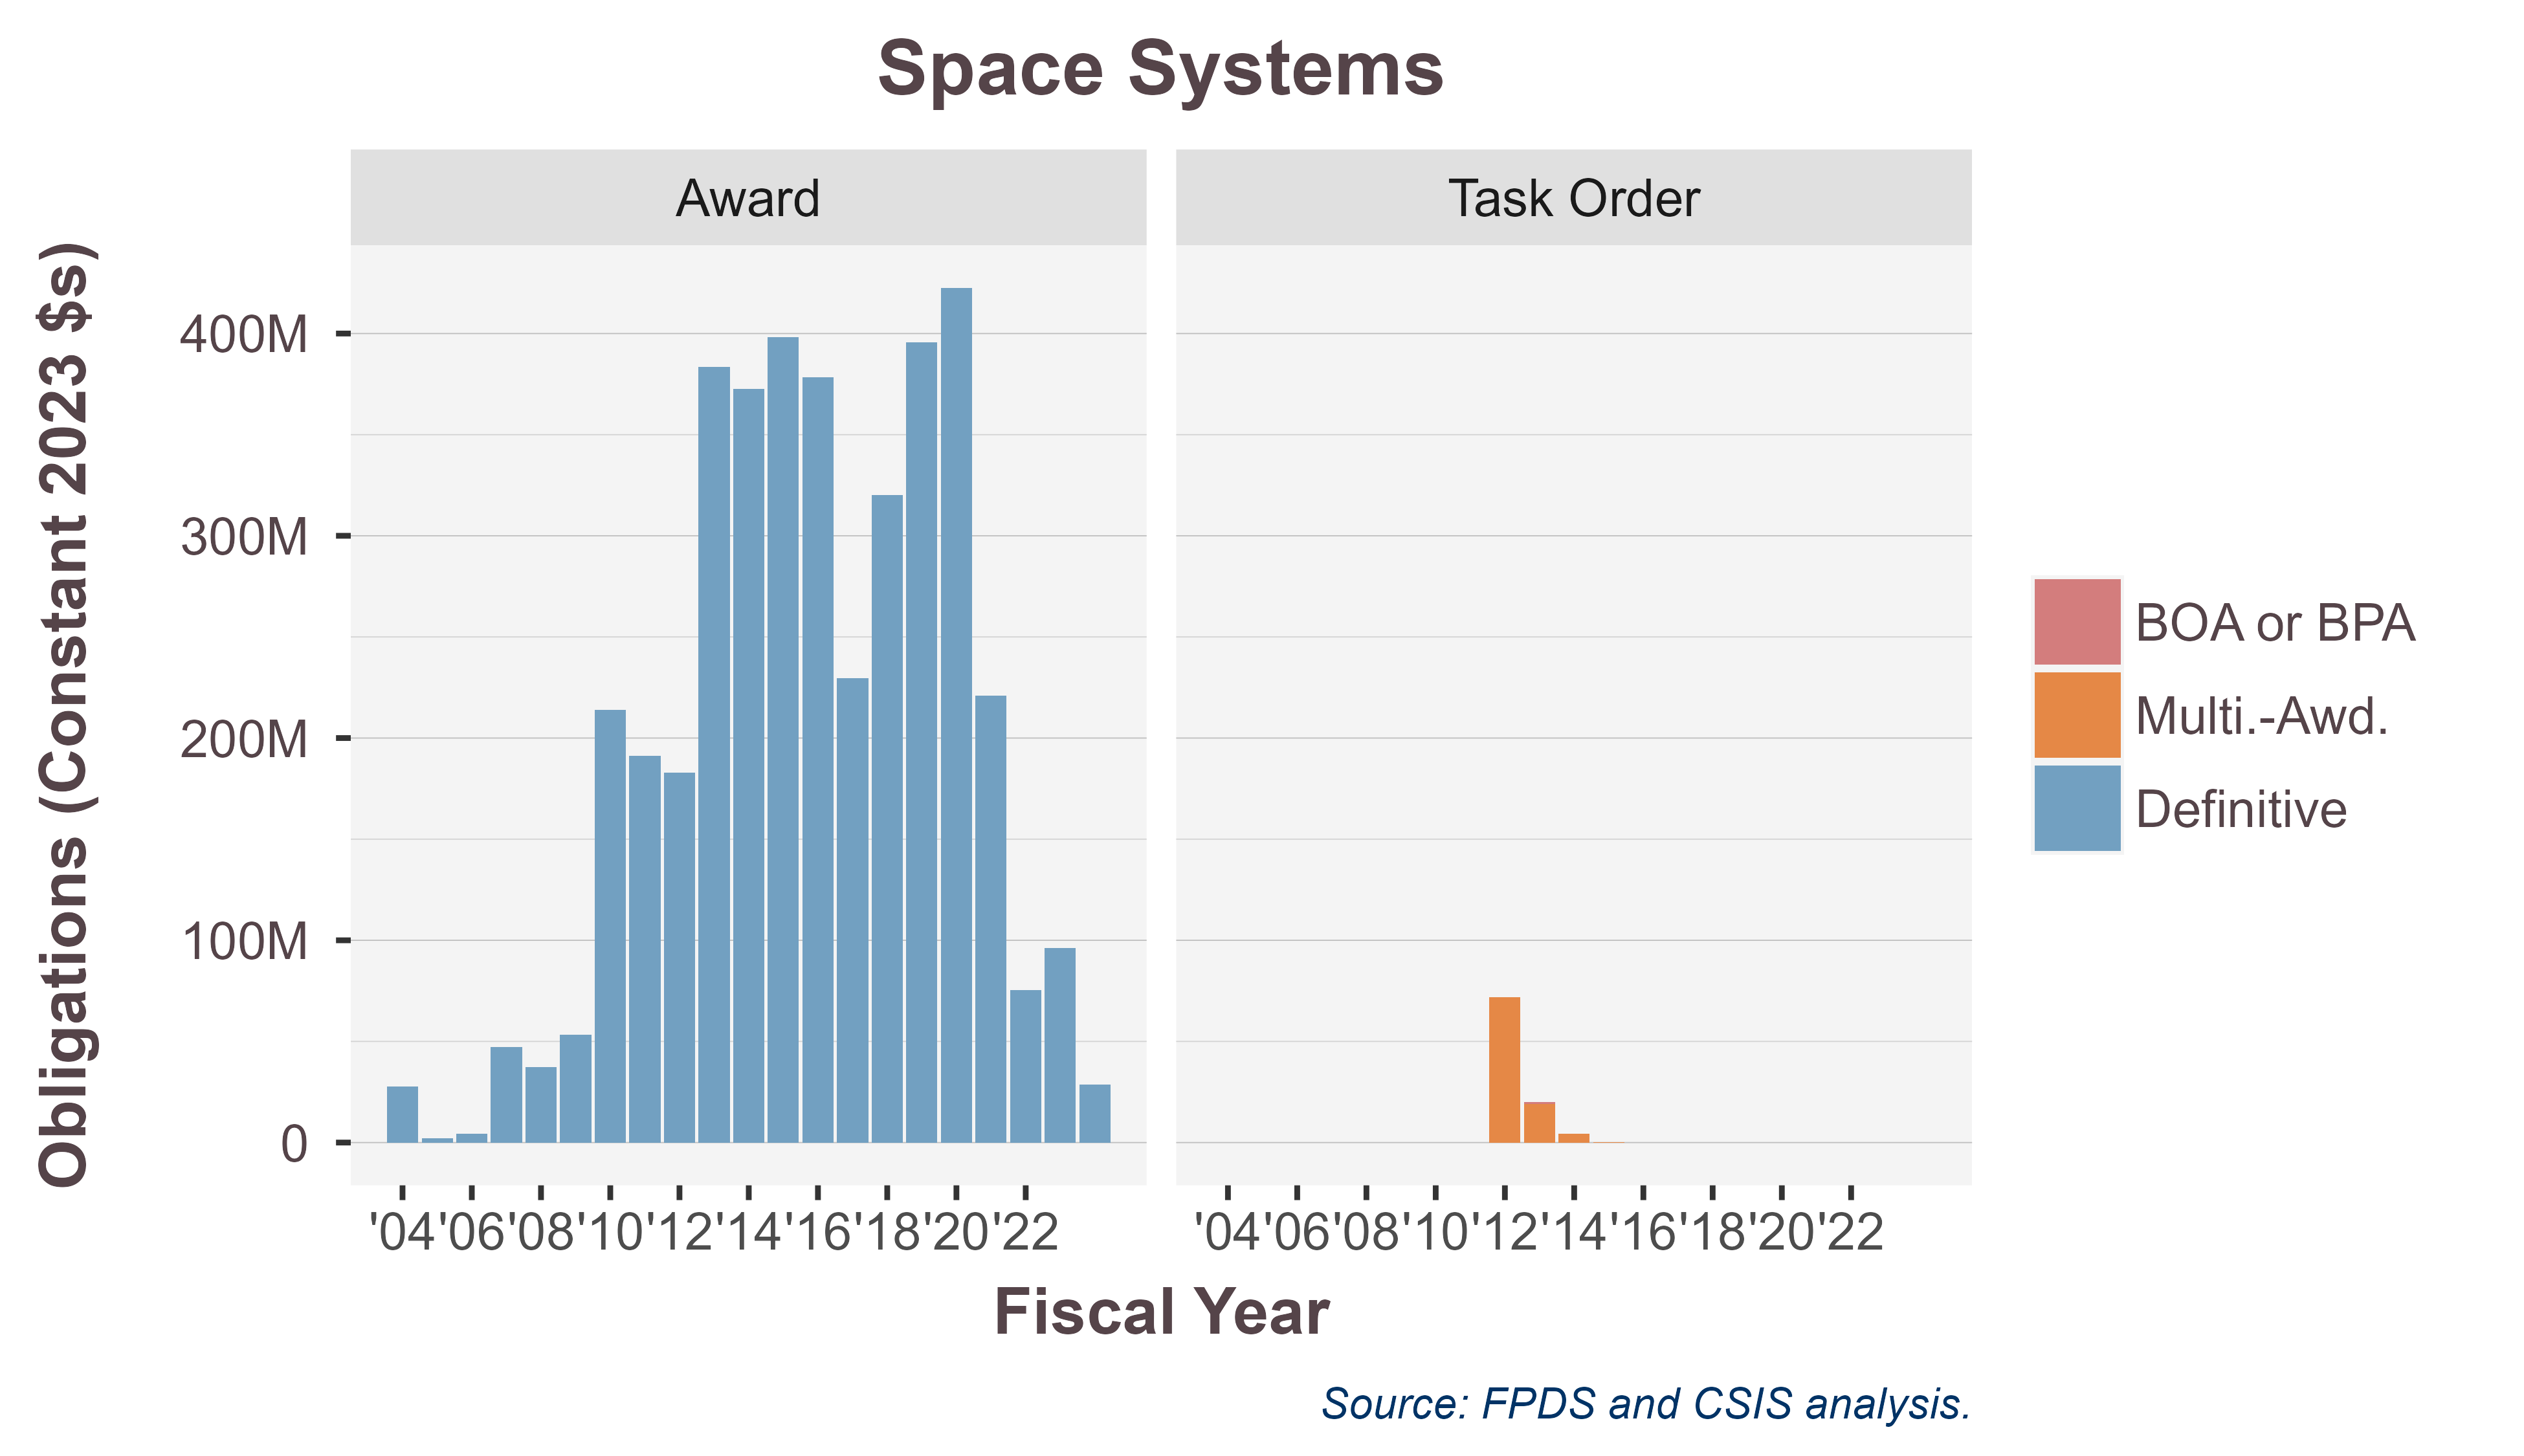 Space Systems
Award
Task Order
Obligations (Constant 2023 $s)
400M
300M
200M
100M
0
'04 '06 '08 '10 '12 '14 '16 '18 '20 '22
'04 '06 '08 '10 '12 '14 '16 '18 '20 '22
Fiscal Year
BOA or BPA
Multi.-Awd.
Definitive
Source: FPDS and CSIS analysis.